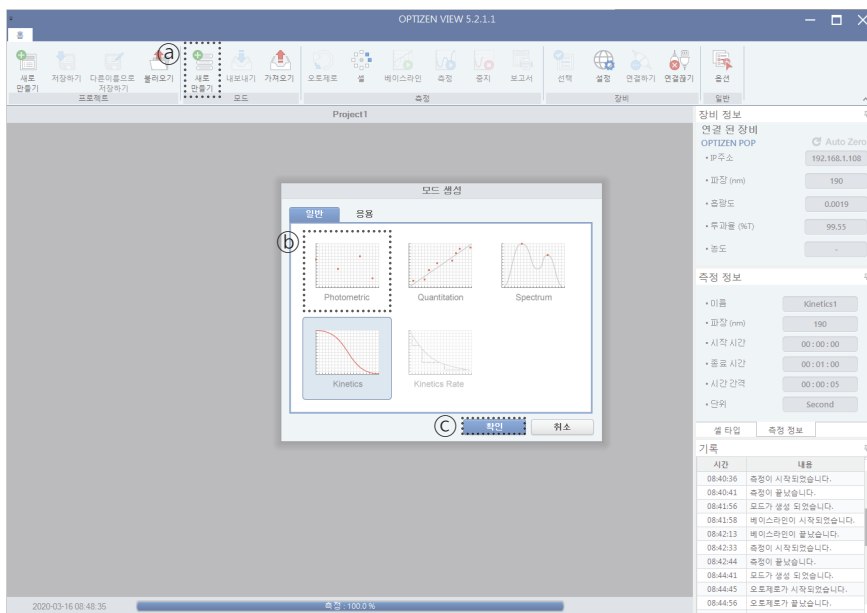 OPTIZEN VIEW 5.2.1.1
홈
ⓐ
새로 만들기
저장하기
다른이름으로 저장하기
불러오기
새로 만들기
내보내기
가져오기
오토제로
셀
베이스라인
측정
중지
보고서
선택
설정
연결하기
연결끊기
옵션
프로젝트
모드
측정
장비
일반
Project1
장비 정보
연결 된 장비
OPTIZEN POP
Auto Zero
• IP주소 192.168.1.108
• 파장 (nm) 190
• 흡광도 0.0019
• 투과율 (%T) 99.55
• 농도 -
측정 정보
• 이름 Kinetics1
• 파장 (nm) 190
• 시작 시간 00 : 00 : 00
• 종료 시간 00 : 01 : 00
• 시간 간격 00 : 00 : 05
• 단위 Second
셀 타입 측정 정보
기록
시간 내용
08:40:36 측정이 시작되었습니다.
08:40:41 측정이 끝났습니다.
08:41:56 모드가 생성 되었습니다.
08:41:58 베이스라인이 시작되었습니다.
08:42:13 베이스라인이 끝났습니다.
08:42:33 측정이 시작되었습니다.
08:42:44 측정이 끝났습니다.
08:44:41 모드가 생성 되었습니다.
08:44:45 오토제로가 시작되었습니다.
08:44:56 오토제로가 끝났습니다.
모드 생성
일반 응용
ⓑ
Photometric
Quantitation
Spectrum
Kinetics
Kinetics Rate
ⓒ
확인
취소
2020-03-16 08:48:35
측정 : 100.0 %